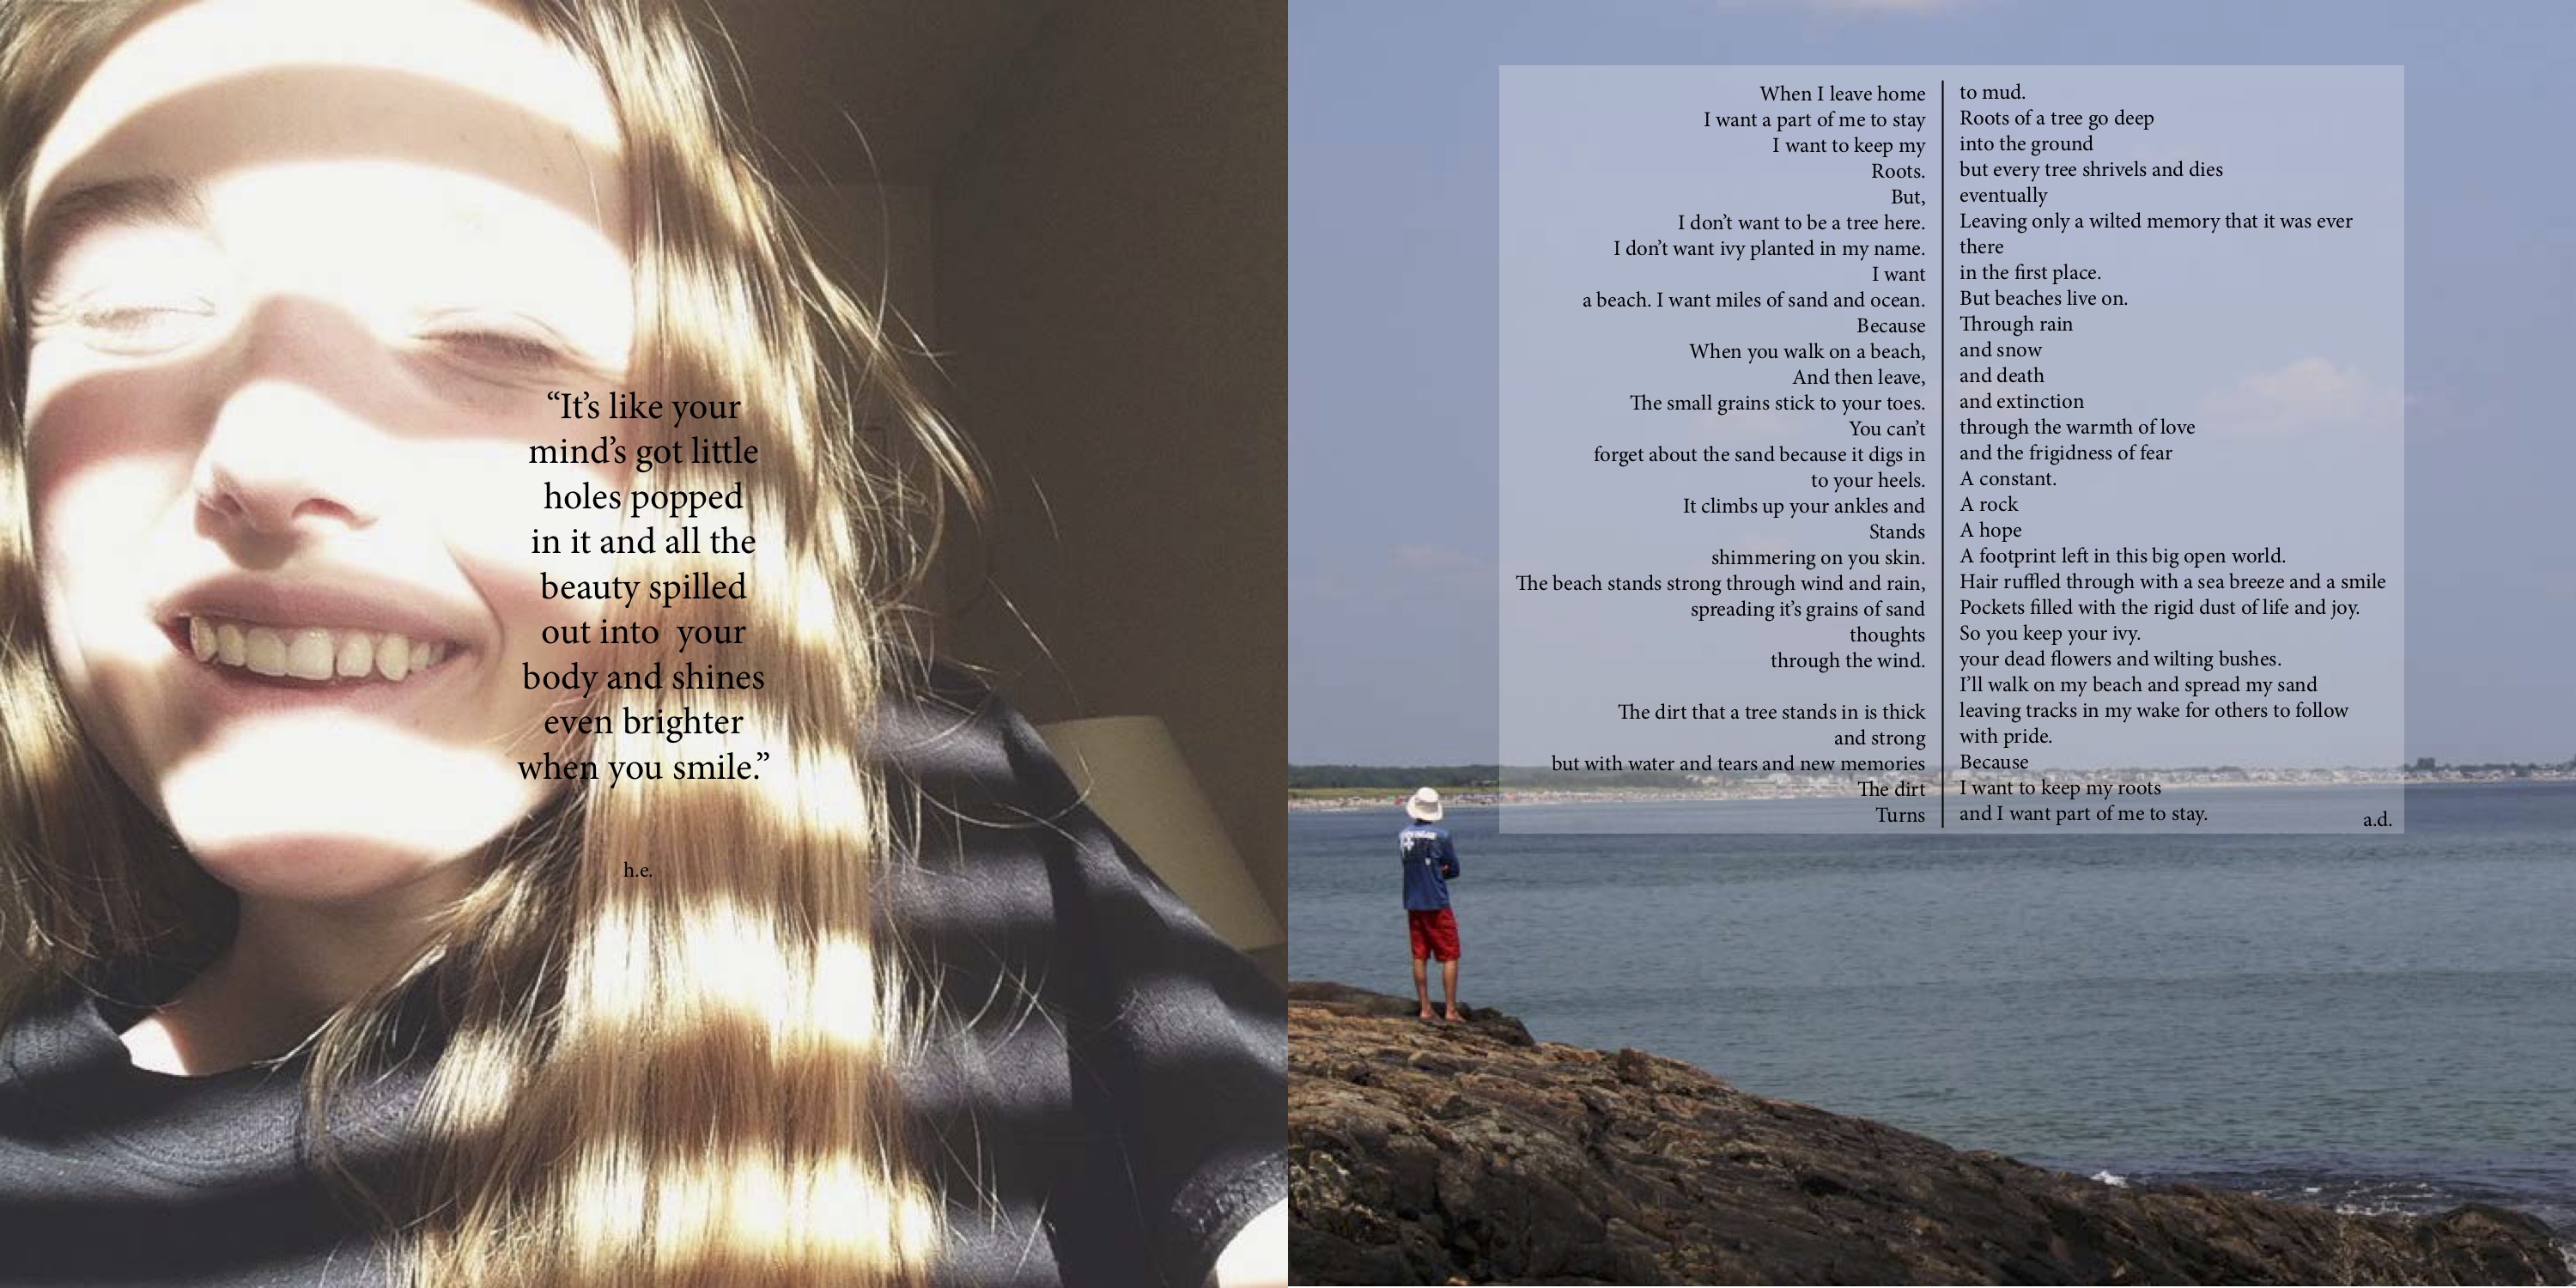 “It’s like your
mind’s got little
holes popped
in it and all the
beauty spilled
out into  your
body and shines
even brighter
when you smile.”
h.e.
When I leave home
I want a part of me to stay
I want to keep my
Roots.
But,
I don’t want to be a tree here.
I don’t want ivy planted in my name.
I want
a beach. I want miles of sand and ocean.
Because
When you walk on a beach,
And then leave,
The small grains stick to your toes.
You can’t
forget about the sand because it digs in
to your heels.
It climbs up your ankles and
Stands
shimmering on you skin.
The beach stands strong through wind and rain,
spreading it’s grains of sand
thoughts
through the wind.
The dirt that a tree stands in is thick
and strong
but with water and tears and new memories
The dirt
Turns
to mud.
Roots of a tree go deep
into the ground
but every tree shrivels and dies
eventually
Leaving only a wilted memory that it was ever
there
in the first place.
But beaches live on.
Through rain
and snow
and death
and extinction
through the warmth of love
and the frigidness of fear
A constant.
A rock
A hope
A footprint left in this big open world.
Hair ruffled through with a sea breeze and a smile
Pockets filled with the rigid dust of life and joy.
So you keep your ivy.
your dead flowers and wilting bushes.
I’ll walk on my beach and spread my sand
leaving tracks in my wake for others to follow
with pride.
Because
I want to keep my roots
and I want part of me to stay.
a.d.